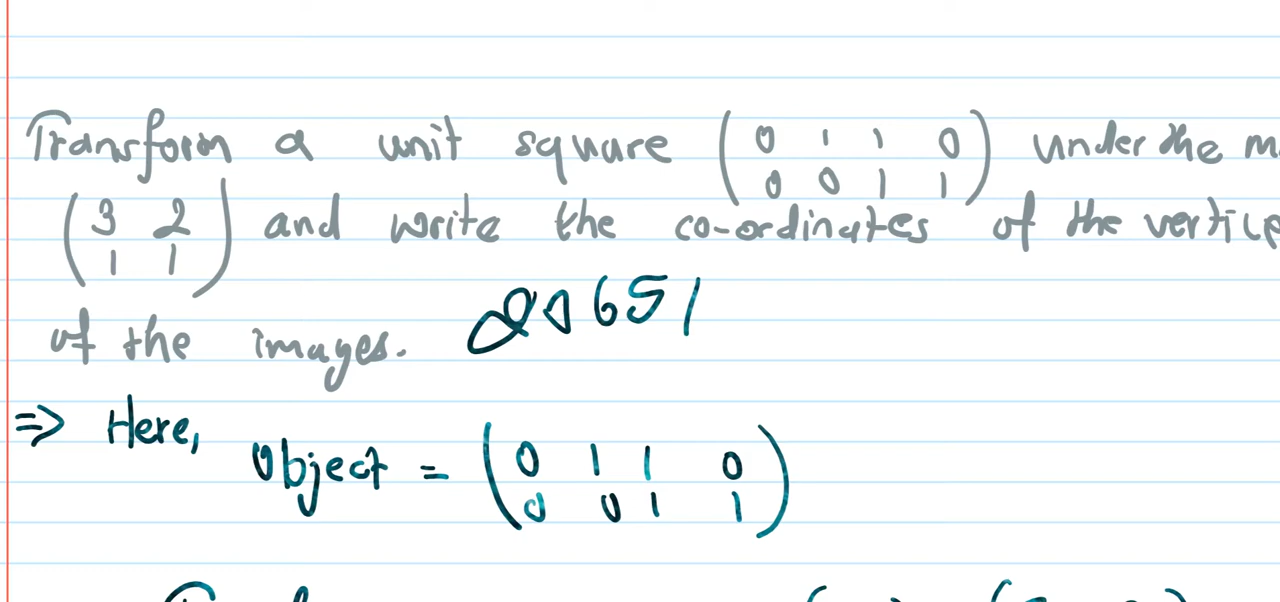 Transform a unit square ( 0 1 1 0 ) under the
( 0 0 1 1 )
( 3 2 ) and write the co-ordinates of the
( 1 1 )
of the images.
=> Here,
Object = ( 0 1 1 0 )
( 0 0 1 1 )